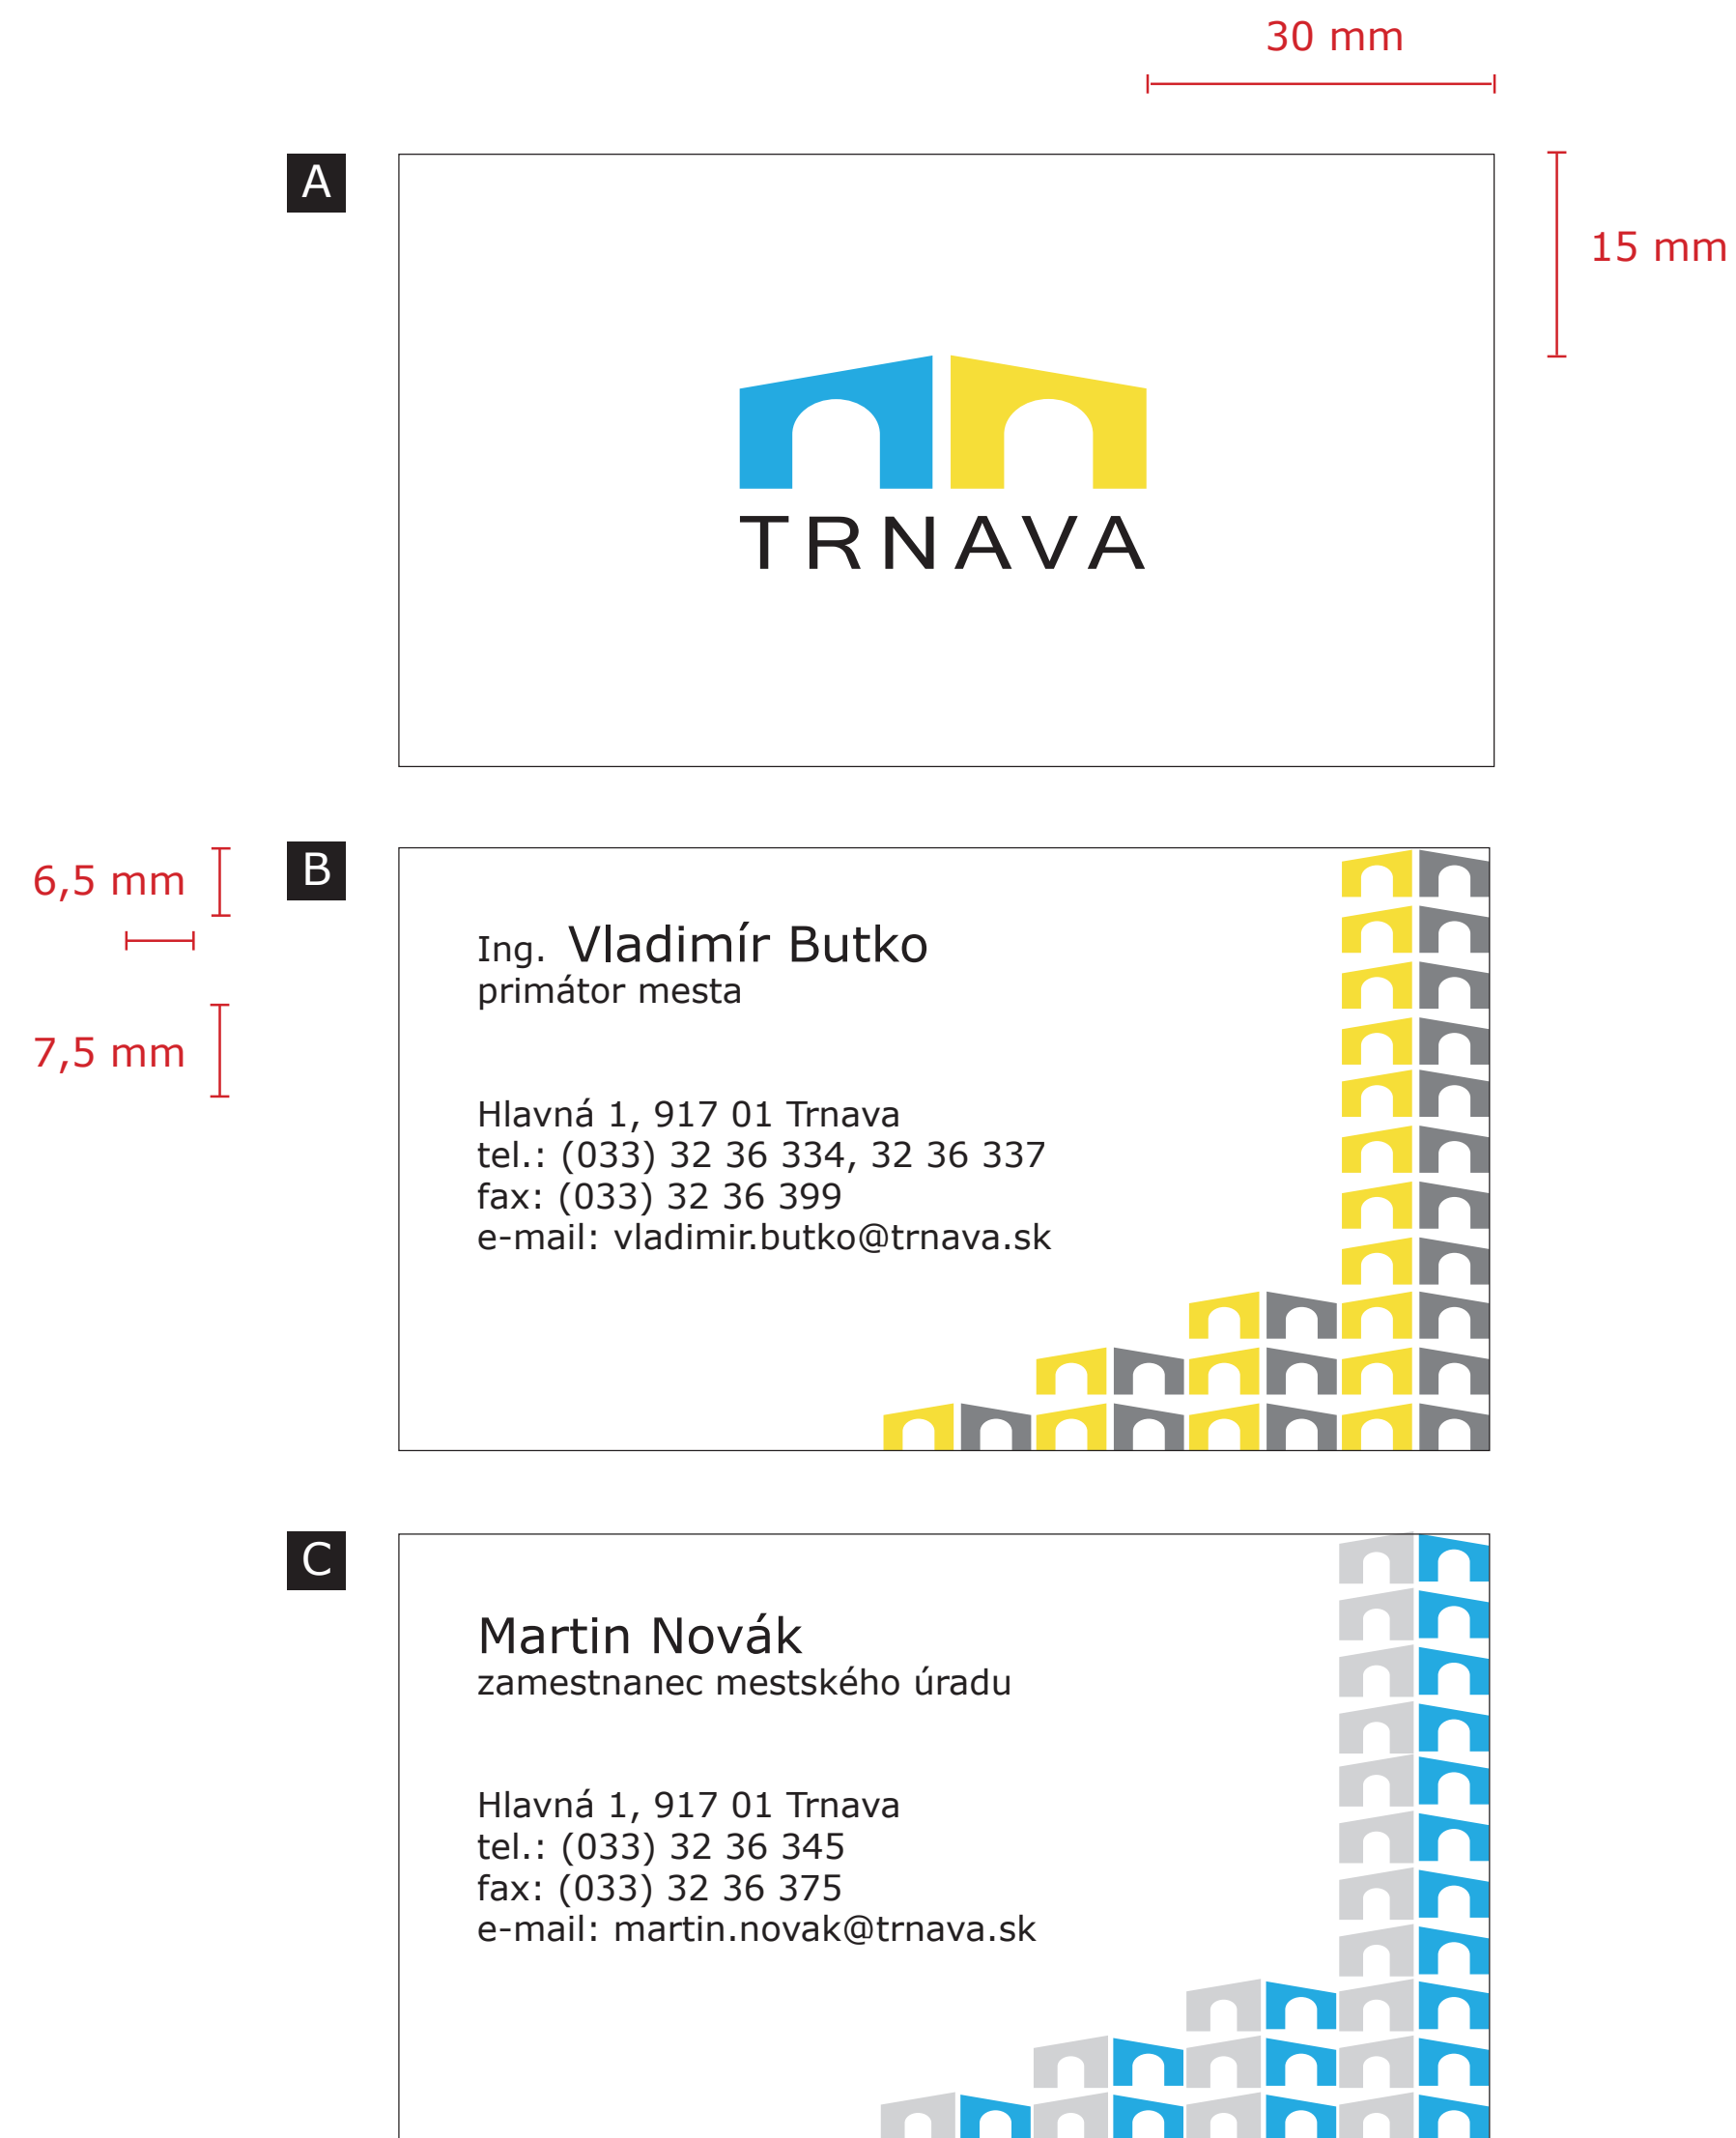 30 mm
A
15 mm
TRNAVA
B
6,5 mm
Ing. Vladimír Butko
primátor mesta
7,5 mm
Hlavná 1, 917 01 Trnava
tel.: (033) 32 36 334, 32 36 337
fax: (033) 32 36 399
e-mail: vladimir.butko@trnava.sk
C
Martin Novák
zamestnanec mestského úradu
Hlavná 1, 917 01 Trnava
tel.: (033) 32 36 345
fax: (033) 32 36 375
e-mail: martin.novak@trnava.sk